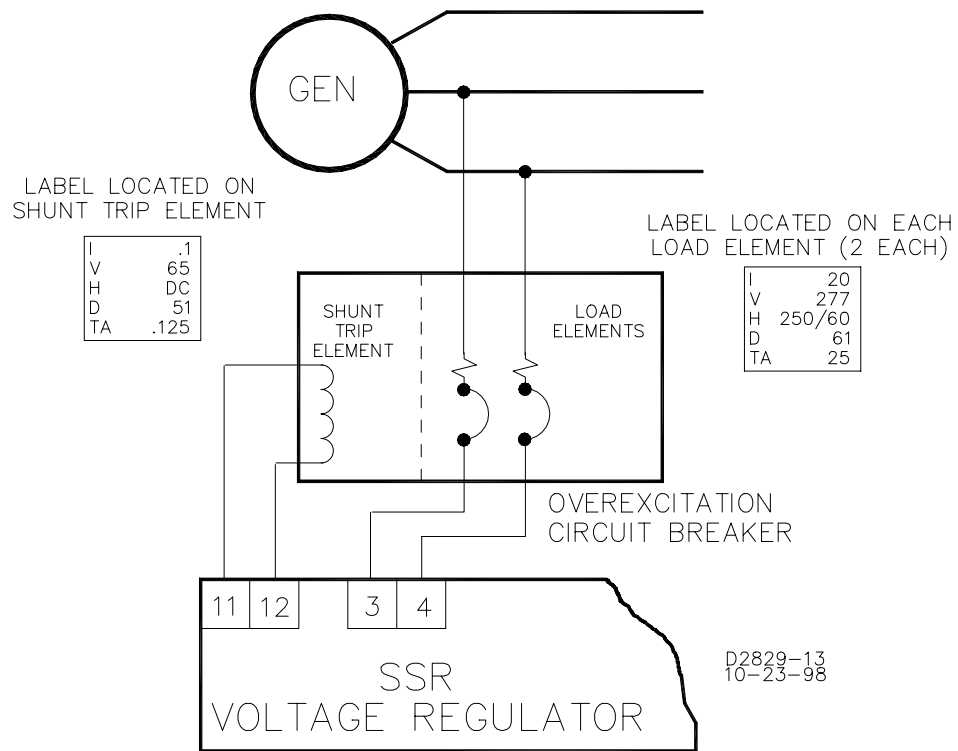 GEN
LABEL LOCATED ON
SHUNT TRIP ELEMENT
I .1
V 65
H DC
D 51
TA .125
LABEL LOCATED ON EACH
LOAD ELEMENT (2 EACH)
I 20
V 277
H 250/60
D 61
TA 25
SHUNT
TRIP
ELEMENT
LOAD
ELEMENTS
OVEREXCITATION
CIRCUIT BREAKER
11 12 3 4
SSR
VOLTAGE REGULATOR
D2829-13
10-23-98